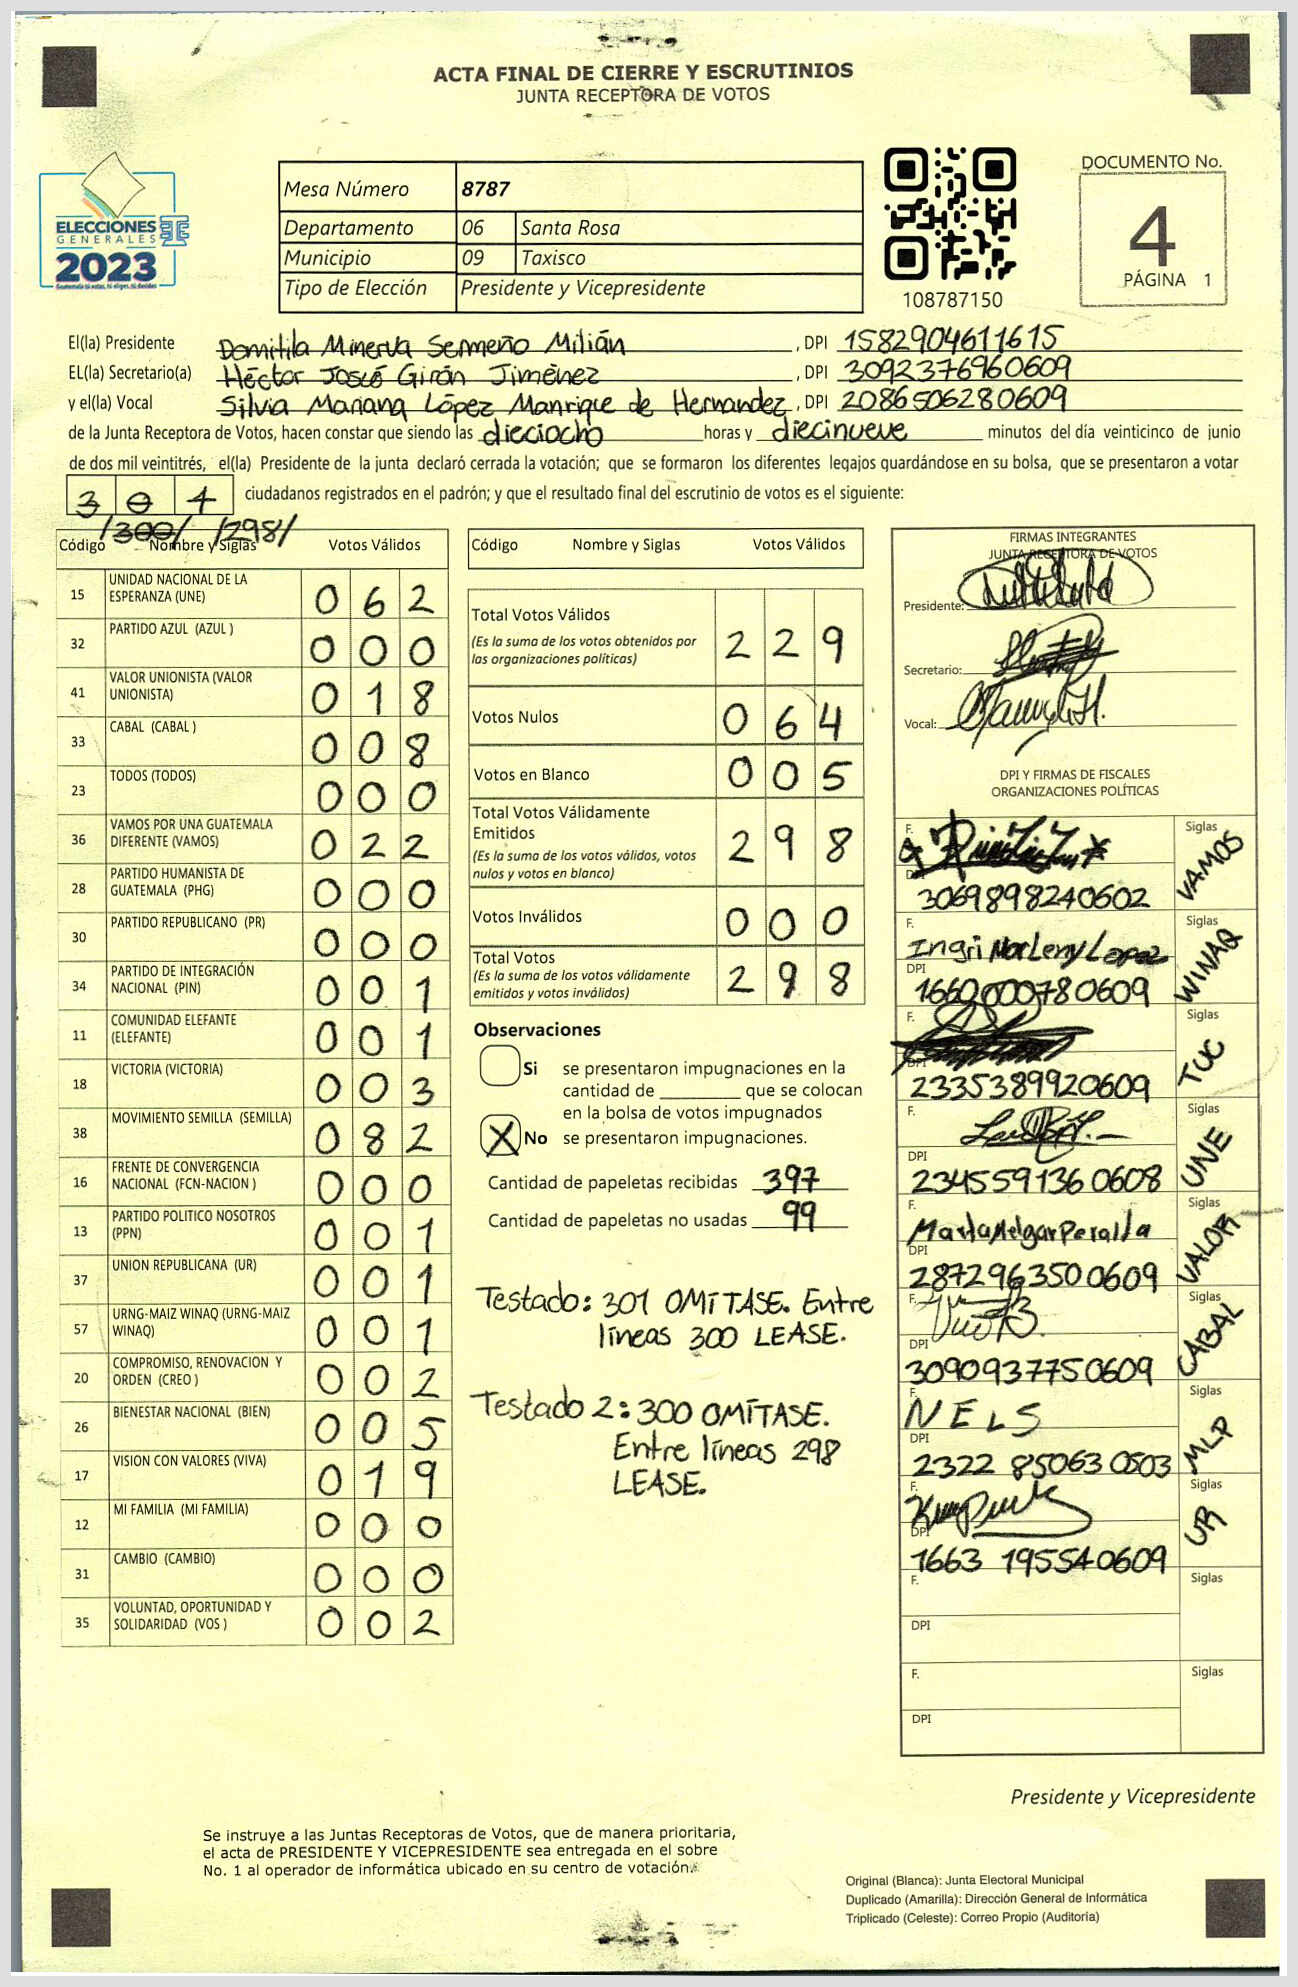 ACTA FINAL DE CIERRE Y ESCRUTINIOS
JUNTA RECEPTORA DE VOTOS
ELECCIONES
GENERALES
2023
Guatemala tú votas, tú eliges, tú decides
Mesa Número 8787
Departamento 06 Santa Rosa
Municipio 09 Taxisco
Tipo de Elección Presidente y Vicepresidente
108787150
DOCUMENTO No.
4
PÁGINA 1
El(la) Presidente Domitila Minerva Sermeño Milián, DPI 1582904611615
EL(la) Secretario(a) Héctor Josué Girón Jiménez, DPI 3092376960609
y el(la) Vocal Silvia Mariana López Manrique de Hernandez, DPI 2086506280609
de la Junta Receptora de Votos, hacen constar que siendo las dieciocho horas y diecinueve minutos del día veinticinco de junio
de dos mil veintitrés, el(la) Presidente de la junta declaró cerrada la votación; que se formaron los diferentes legajos guardándose en su bolsa, que se presentaron a votar
ciudadanos registrados en el padrón; y que el resultado final del escrutinio de votos es el siguiente:
/300/ /298/
Código Nombre y Siglas Votos Válidos
15 UNIDAD NACIONAL DE LA ESPERANZA (UNE) 0 6 2
32 PARTIDO AZUL (AZUL ) 0 0 0
41 VALOR UNIONISTA (VALOR UNIONISTA) 0 1 8
33 CABAL (CABAL ) 0 0 8
23 TODOS (TODOS) 0 0 0
36 VAMOS POR UNA GUATEMALA DIFERENTE (VAMOS) 0 2 2
28 PARTIDO HUMANISTA DE GUATEMALA (PHG) 0 0 0
30 PARTIDO REPUBLICANO (PR) 0 0 0
34 PARTIDO DE INTEGRACIÓN NACIONAL (PIN) 0 0 1
11 COMUNIDAD ELEFANTE (ELEFANTE) 0 0 1
18 VICTORIA (VICTORIA) 0 0 3
38 MOVIMIENTO SEMILLA (SEMILLA) 0 8 2
16 FRENTE DE CONVERGENCIA NACIONAL (FCN-NACION ) 0 0 0
13 PARTIDO POLITICO NOSOTROS (PPN) 0 0 1
37 UNION REPUBLICANA (UR) 0 0 1
57 URNG-MAIZ WINAQ (URNG-MAIZ WINAQ) 0 0 1
20 COMPROMISO, RENOVACION Y ORDEN (CREO ) 0 0 2
26 BIENESTAR NACIONAL (BIEN) 0 0 5
17 VISION CON VALORES (VIVA) 0 1 9
12 MI FAMILIA (MI FAMILIA) 0 0 0
31 CAMBIO (CAMBIO) 0 0 0
35 VOLUNTAD, OPORTUNIDAD Y SOLIDARIDAD (VOS ) 0 0 2
Código Nombre y Siglas Votos Válidos
Total Votos Válidos 2 2 9
(Es la suma de los votos obtenidos por
las organizaciones políticas)
Votos Nulos 0 6 4
Votos en Blanco 0 0 5
Total Votos Válidamente
Emitidos 2 9 8
(Es la suma de los votos válidos, votos
nulos y votos en blanco)
Votos Inválidos 0 0 0
Total Votos 2 9 8
(Es la suma de los votos válidamente
emitidos y votos inválidos)
Observaciones
Si se presentaron impugnaciones en la
cantidad de ________ que se colocan
en la bolsa de votos impugnados
X No se presentaron impugnaciones.
Cantidad de papeletas recibidas 397
Cantidad de papeletas no usadas 99
Testado: 301 OMÍTASE. Entre
líneas 300 LEASE.
Testado 2: 300 OMÍTASE.
Entre líneas 298
LEASE.
FIRMAS INTEGRANTES
JUNTA RECEPTORA DE VOTOS
Presidente:
Secretario:
Vocal:
DPI Y FIRMAS DE FISCALES
ORGANIZACIONES POLÍTICAS
F. Siglas VAMOS
DPI 3069898240602
F. Ingri Marleny Lopez Siglas WINAQ
DPI 1660000780609
F. Siglas TUC
DPI 2335389920609
F. Siglas UNE
DPI 2345591360608
F. Marta Melgar Peralta Siglas VALOR
DPI 2872963500609
F. Siglas CABAL
DPI 3090937750609
F. NELS Siglas MLP
DPI 2322 850630503
F. Siglas UR
DPI 1663 195540609
F. Siglas
DPI
F. Siglas
DPI
Presidente y Vicepresidente
Se instruye a las Juntas Receptoras de Votos, que de manera prioritaria,
el acta de PRESIDENTE Y VICEPRESIDENTE sea entregada en el sobre
No. 1 al operador de informática ubicado en su centro de votación.
Original (Blanca): Junta Electoral Municipal
Duplicado (Amarilla): Dirección General de Informática
Triplicado (Celeste): Correo Propio (Auditoría)